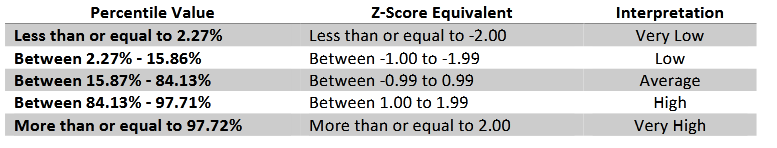 Percentile Value Z-Score Equivalent Interpretation
Less than or equal to 2.27% Less than or equal to -2.00 Very Low
Between 2.27% - 15.86% Between -1.00 to -1.99 Low
Between 15.87% - 84.13% Between -0.99 to 0.99 Average
Between 84.13% - 97.71% Between 1.00 to 1.99 High
More than or equal to 97.72% More than or equal to 2.00 Very High